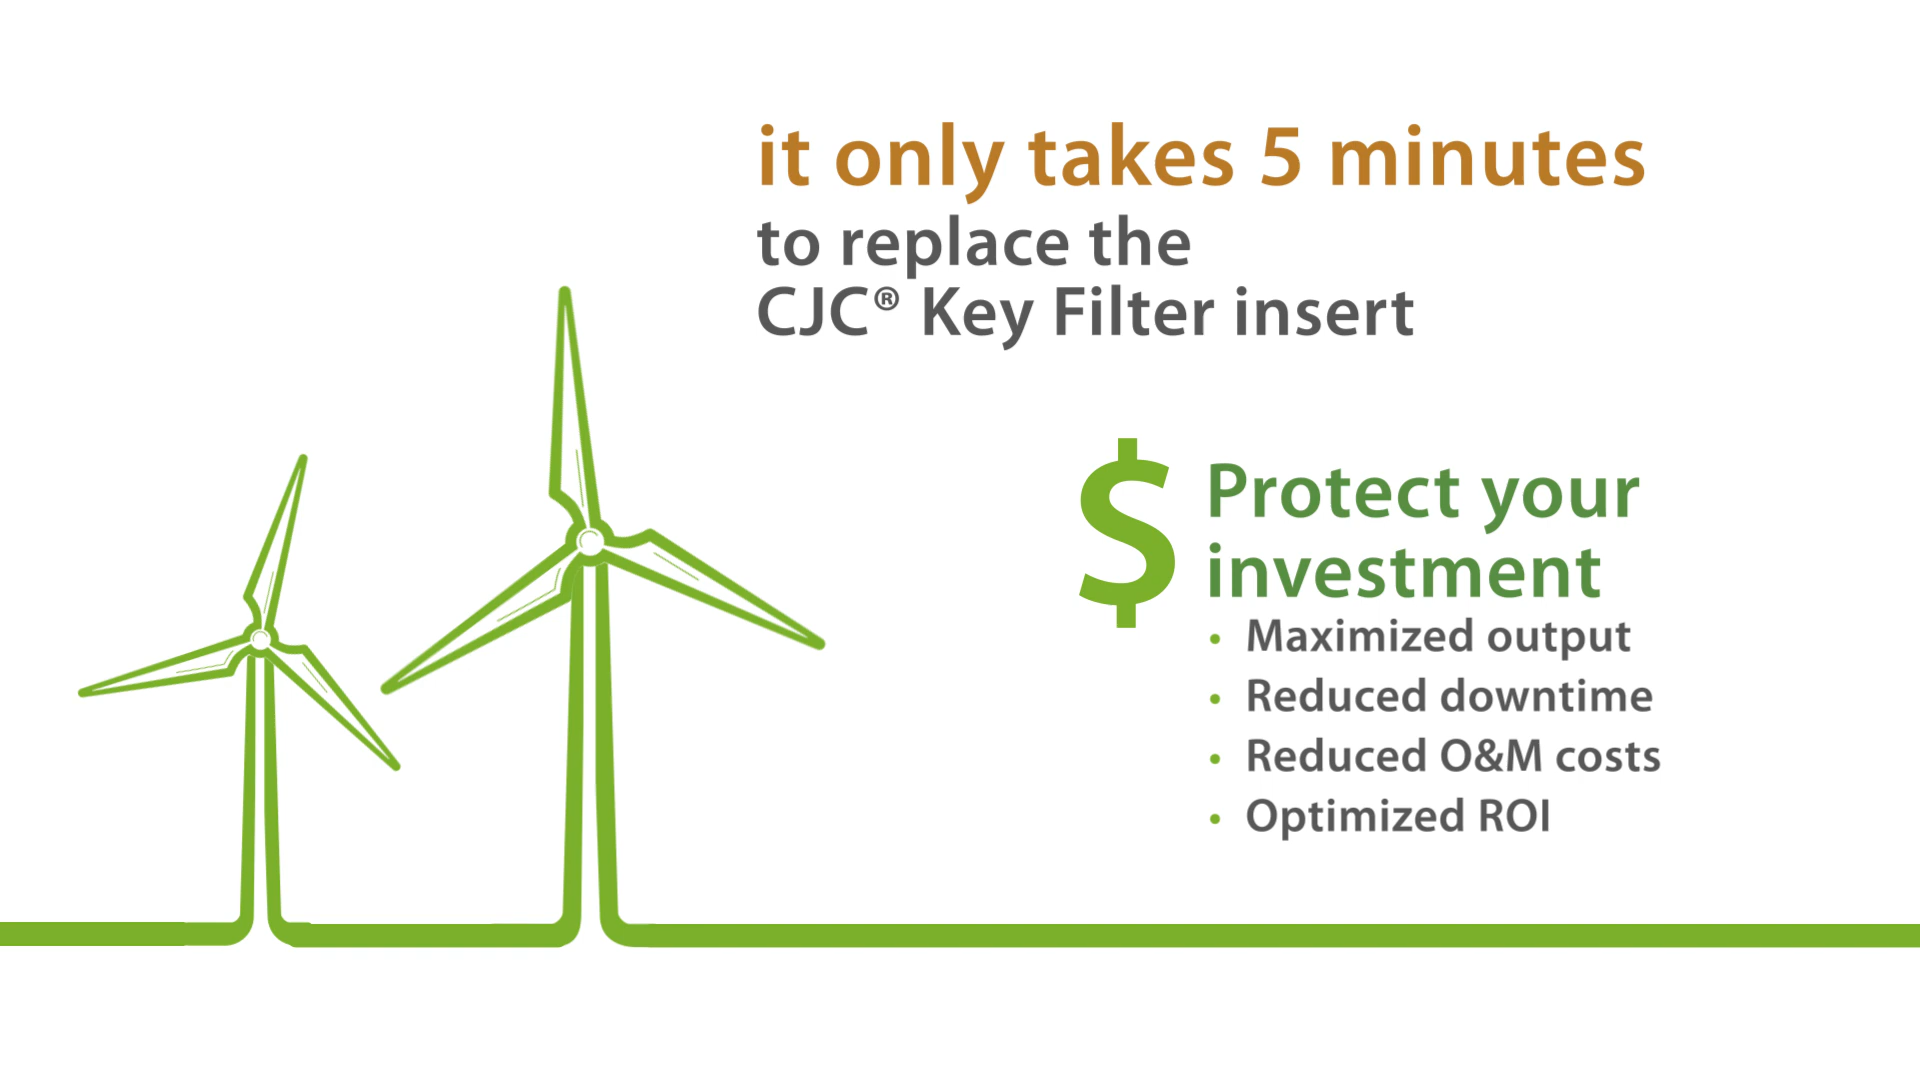 it only takes 5 minutes
to replace the
CJC® Key Filter insert
$
Protect your
investment
• Maximized output
• Reduced downtime
• Reduced O&M costs
• Optimized ROI